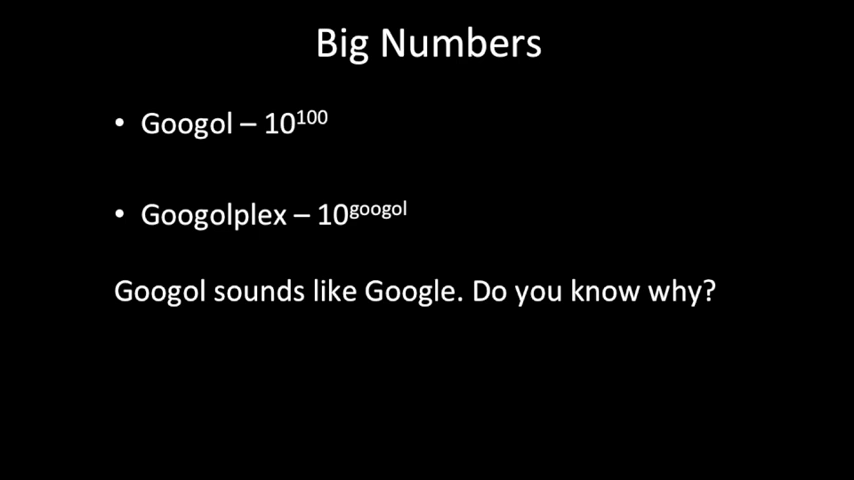 Big Numbers
• Googol – 10¹⁰⁰
• Googolplex – 10ᵍᵒᵒᵍᵒˡ
Googol sounds like Google. Do you know why?